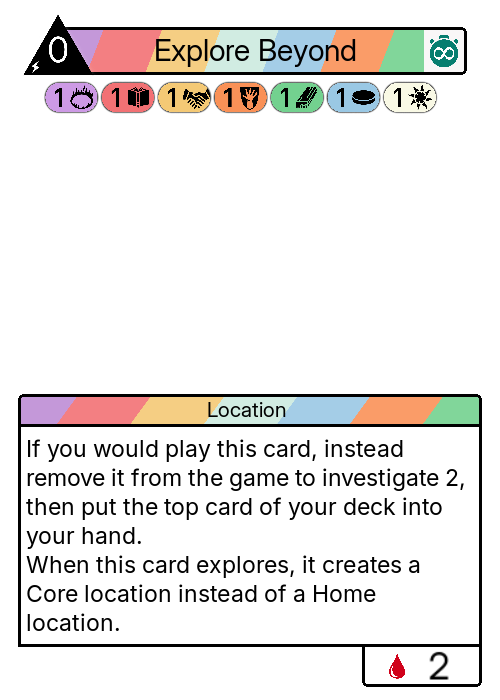 0 Explore Beyond
1 1 1 1 1 1 1
Location
If you would play this card, instead
remove it from the game to investigate 2,
then put the top card of your deck into
your hand.
When this card explores, it creates a
Core location instead of a Home
location.
2